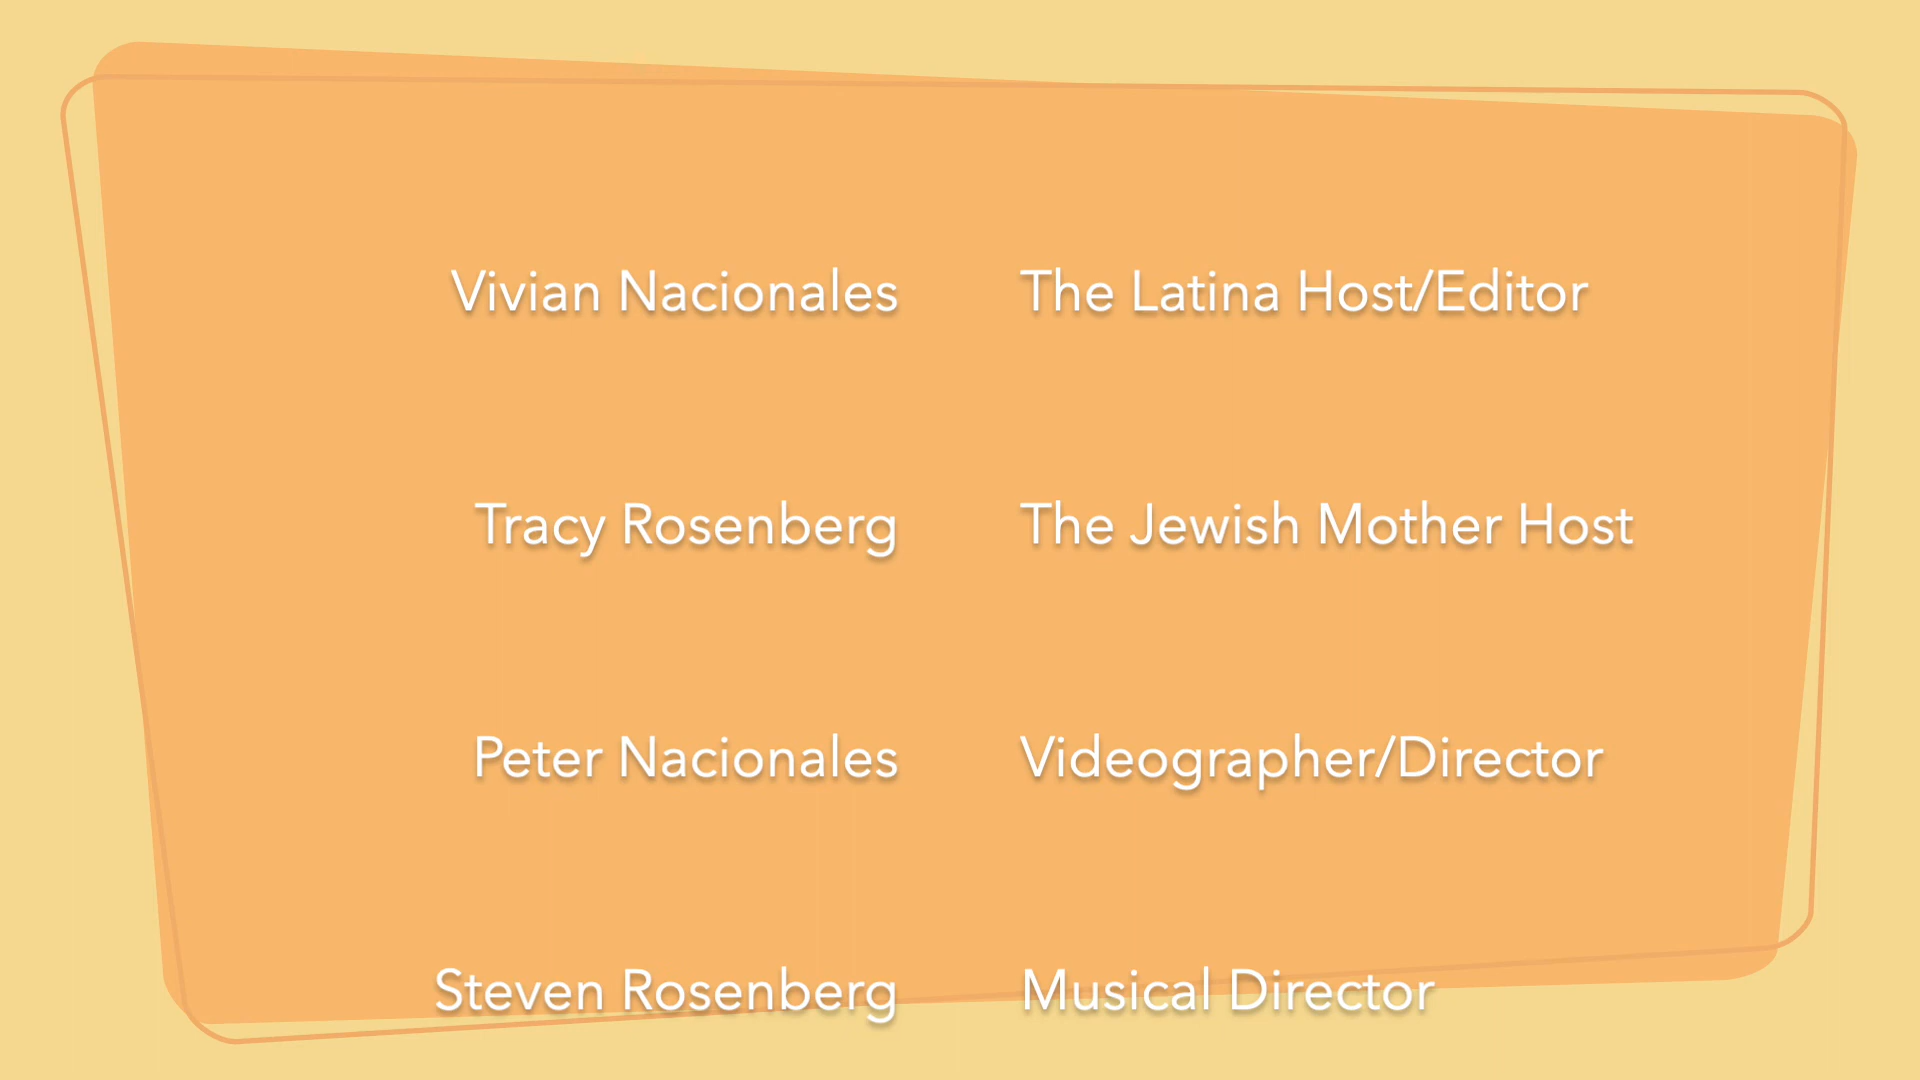 Vivian Nacionales The Latina Host/Editor
Tracy Rosenberg The Jewish Mother Host
Peter Nacionales Videographer/Director
Steven Rosenberg Musical Director